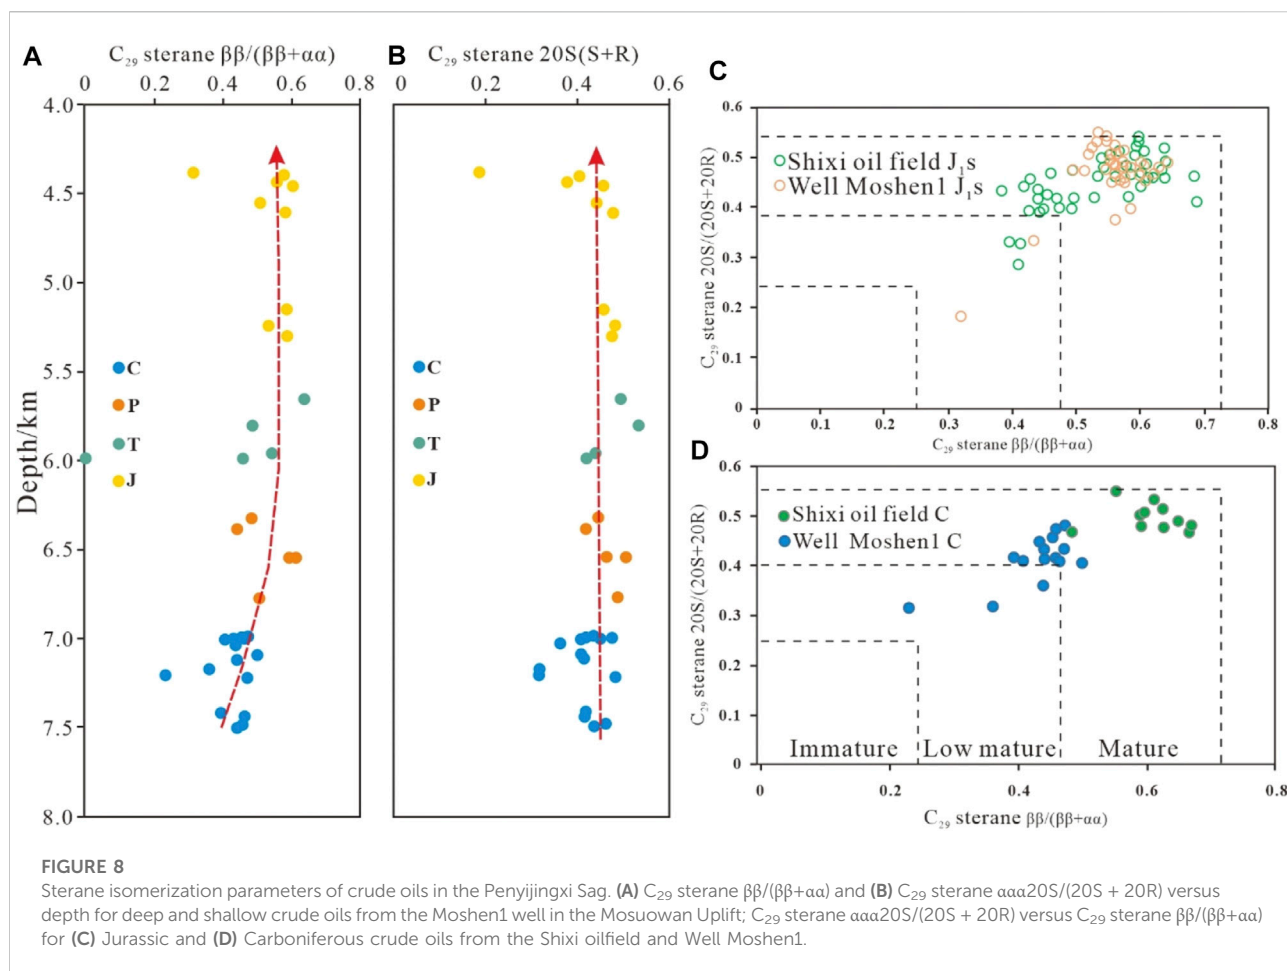 A
C₂₉ sterane ββ/(ββ+αα)
0 0.2 0.4 0.6 0.8
4.0
4.5
5.0
5.5
6.0
6.5
7.0
7.5
8.0
Depth/km
C
P
T
J
B
C₂₉ sterane 20S(S+R)
0 0.2 0.4 0.6
C
P
T
J
C
0.6
0.5
0.4
0.3
0.2
0.1
0
C₂₉ sterane 20S/(20S+20R)
Shixi oil field J₁s
Well Moshen1 J₁s
0 0.1 0.2 0.3 0.4 0.5 0.6 0.7 0.8
C₂₉ sterane ββ/(ββ+αα)
D
0.6
0.5
0.4
0.3
0.2
0.1
0
C₂₉ sterane 20S/(20S+20R)
Shixi oil field C
Well Moshen1 C
Immature Low mature Mature
0 0.2 0.4 0.6 0.8
C₂₉ sterane ββ/(ββ+αα)
FIGURE 8
Sterane isomerization parameters of crude oils in the Penyijingxi Sag. (A) C₂₉ sterane ββ/(ββ+αα) and (B) C₂₉ sterane ααα20S/(20S + 20R) versus
depth for deep and shallow crude oils from the Moshen1 well in the Mosuowan Uplift; C₂₉ sterane ααα20S/(20S + 20R) versus C₂₉ sterane ββ/(ββ+αα)
for (C) Jurassic and (D) Carboniferous crude oils from the Shixi oilfield and Well Moshen1.